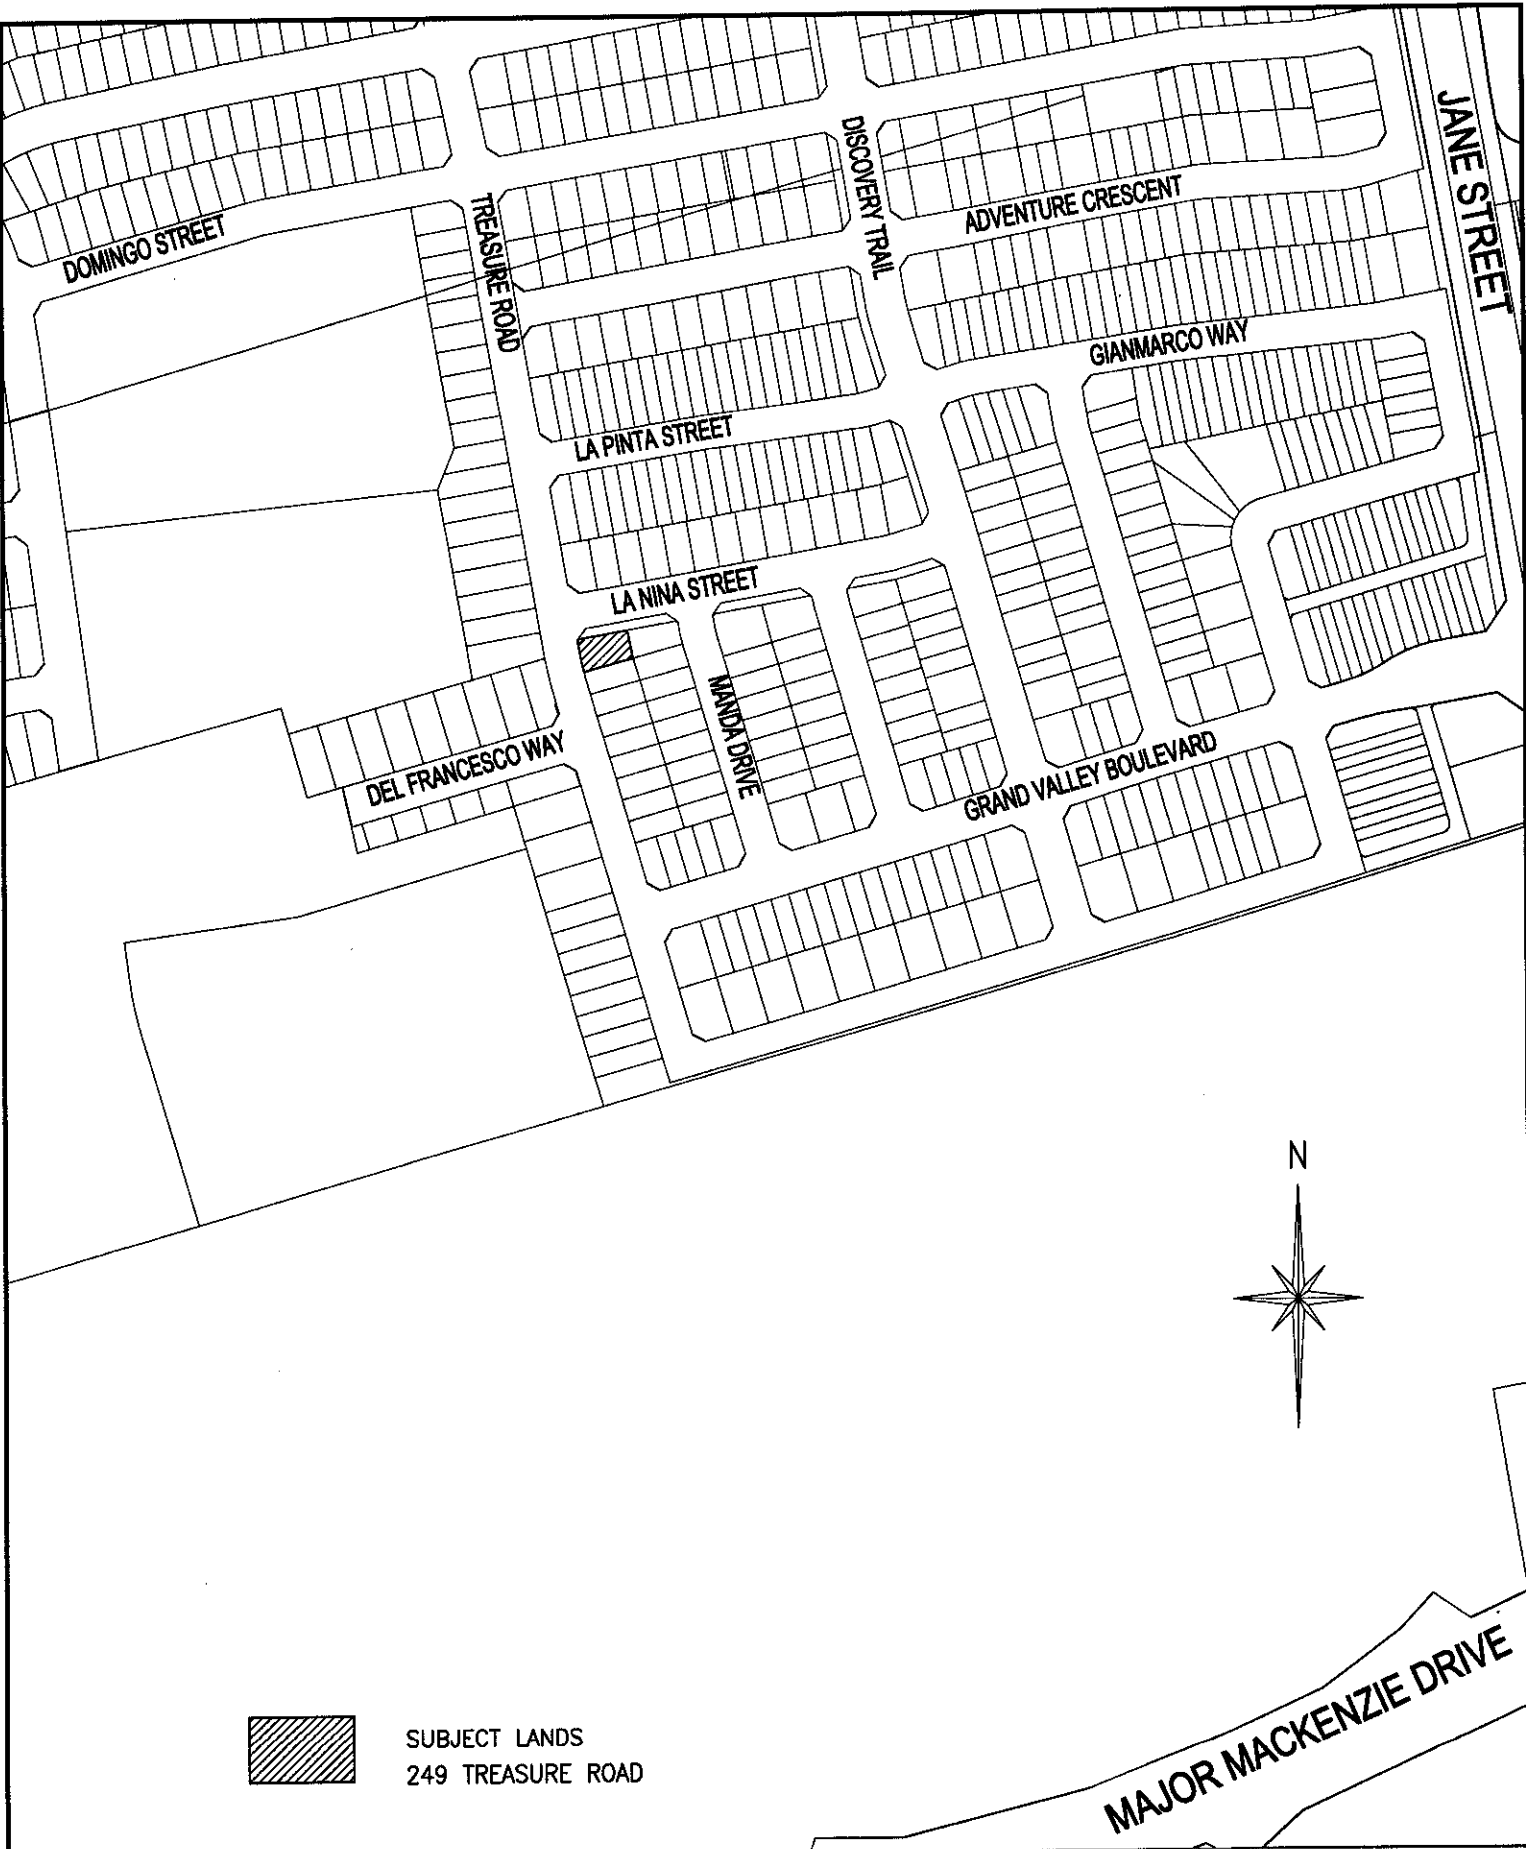 JANE STREET
DISCOVERY TRAIL
ADVENTURE CRESCENT
TREASURE ROAD
DOMINGO STREET
GIANMARCO WAY
LA PINTA STREET
LA NINA STREET
MANDA DRIVE
DEL FRANCESCO WAY
GRAND VALLEY BOULEVARD
N
MAJOR MACKENZIE DRIVE
SUBJECT LANDS
249 TREASURE ROAD